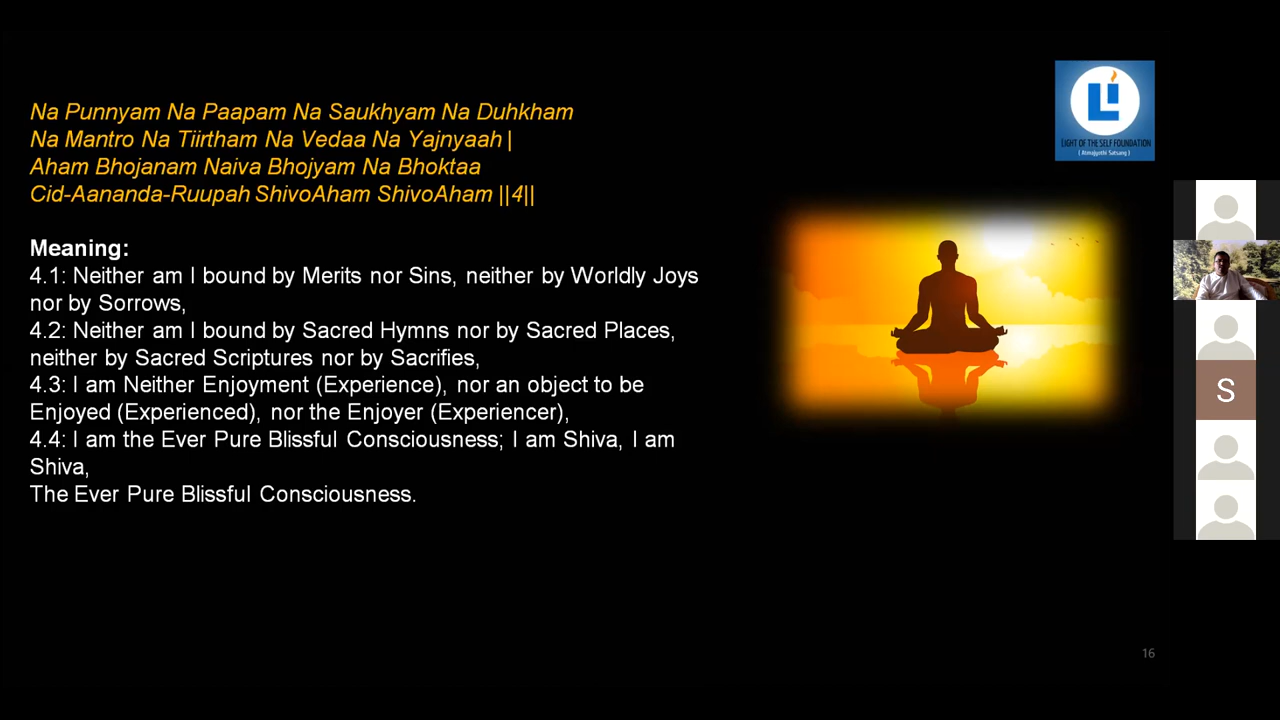 Na Punnyam Na Paapam Na Saukhyam Na Duhkham
Na Mantro Na Tiirtham Na Vedaa Na Yajnyaah |
Aham Bhojanam Naiva Bhojyam Na Bhoktaa
Cid-Aananda-Ruupah ShivoAham ShivoAham ||4||
Meaning:
4.1: Neither am I bound by Merits nor Sins, neither by Worldly Joys
nor by Sorrows,
4.2: Neither am I bound by Sacred Hymns nor by Sacred Places,
neither by Sacred Scriptures nor by Sacrifies,
4.3: I am Neither Enjoyment (Experience), nor an object to be
Enjoyed (Experienced), nor the Enjoyer (Experiencer),
4.4: I am the Ever Pure Blissful Consciousness; I am Shiva, I am
Shiva,
The Ever Pure Blissful Consciousness.
LIGHT OF THE SELF FOUNDATION
( Atmajyothi Satsang )
S
16